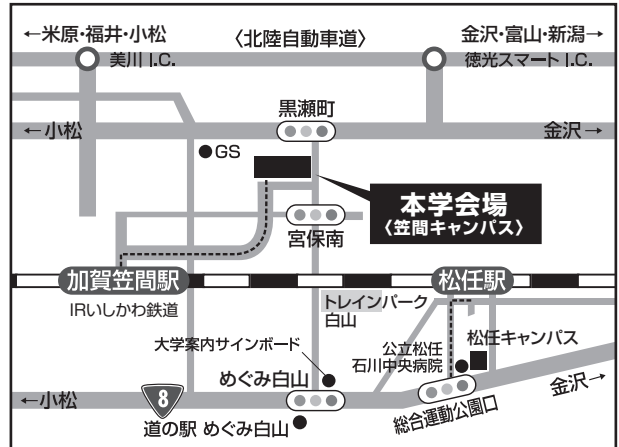 ←米原・福井・小松
〈北陸自動車道〉
金沢・富山・新潟→
美川 I.C.
徳光スマート I.C.
黒瀬町
←小松
金沢→
●GS
本学会場
〈笠間キャンパス〉
宮保南
加賀笠間駅
松任駅
IRいしかわ鉄道
トレインパーク
白山
大学案内サインボード
公立松任
石川中央病院
松任キャンパス
めぐみ白山
←小松
8
道の駅 めぐみ白山
総合運動公園口
金沢→